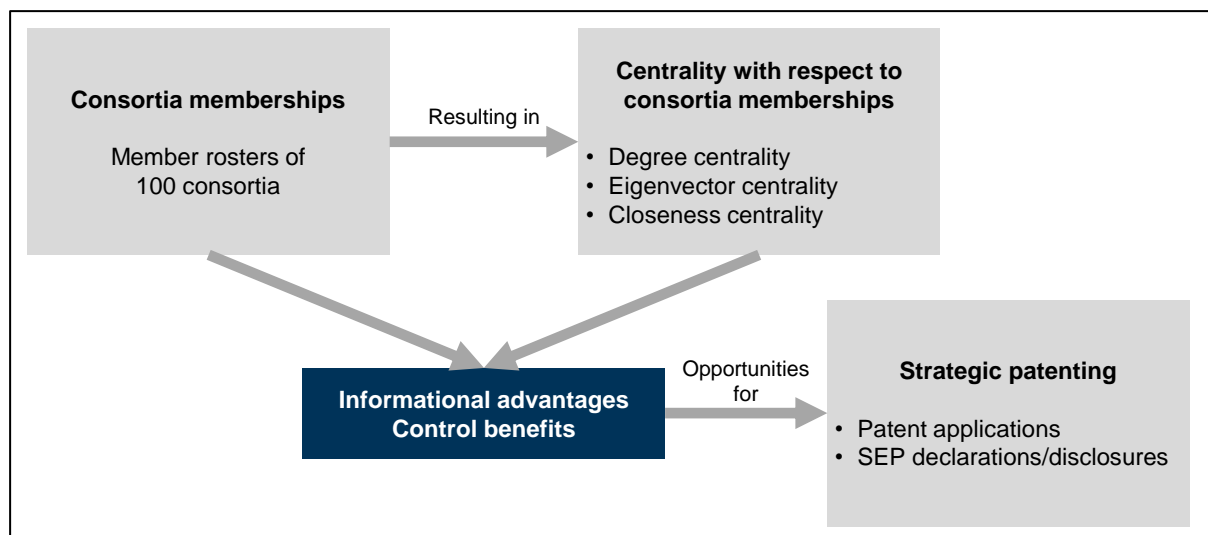 Consortia memberships
Member rosters of
100 consortia
Resulting in
Centrality with respect to
consortia memberships
• Degree centrality
• Eigenvector centrality
• Closeness centrality
Informational advantages
Control benefits
Opportunities
for
Strategic patenting
• Patent applications
• SEP declarations/disclosures